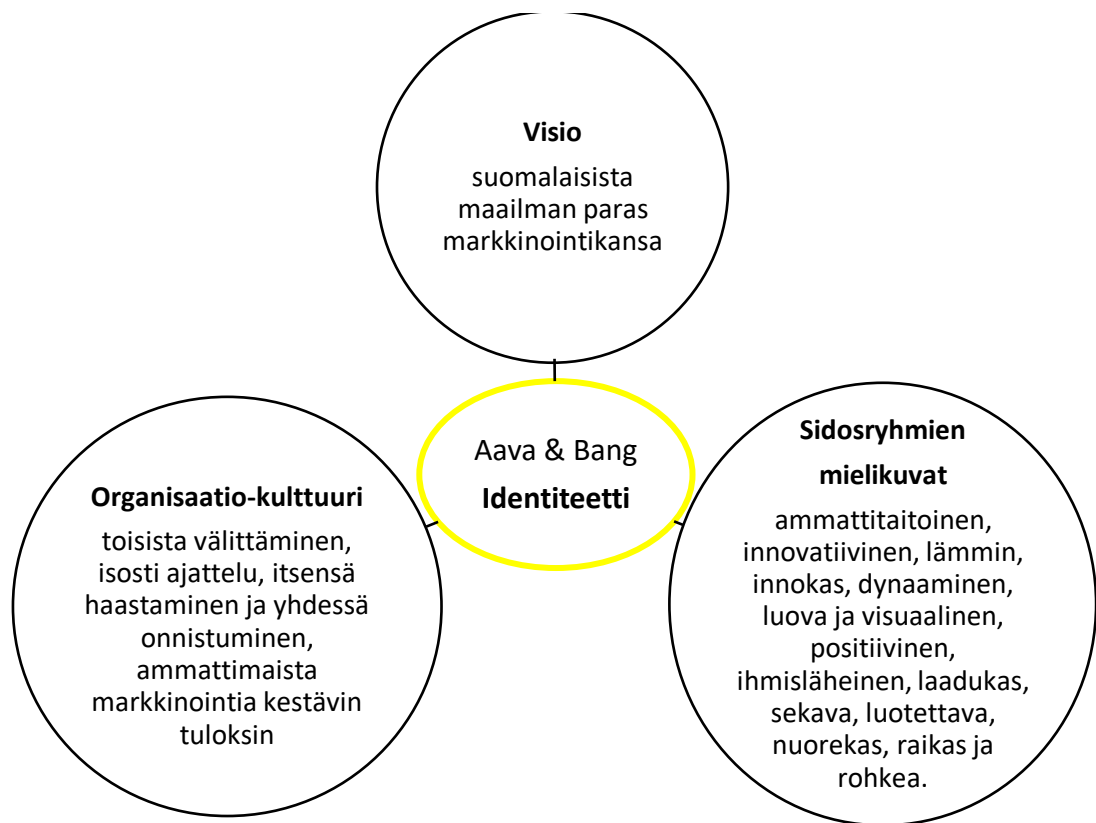 Visio
suomalaisista
maailman paras
markkinointikansa
Aava & Bang
Identiteetti
Organisaatio-kulttuuri
toisista välittäminen,
isosti ajattelu, itsensä
haastaminen ja yhdessä
onnistuminen,
ammattimaista
markkinointia kestävin
tuloksin
Sidosryhmien
mielikuvat
ammattitaitoinen,
innovatiivinen, lämmin,
innokas, dynaaminen,
luova ja visuaalinen,
positiivinen,
ihmisläheinen, laadukas,
sekava, luotettava,
nuorekas, raikas ja
rohkea.